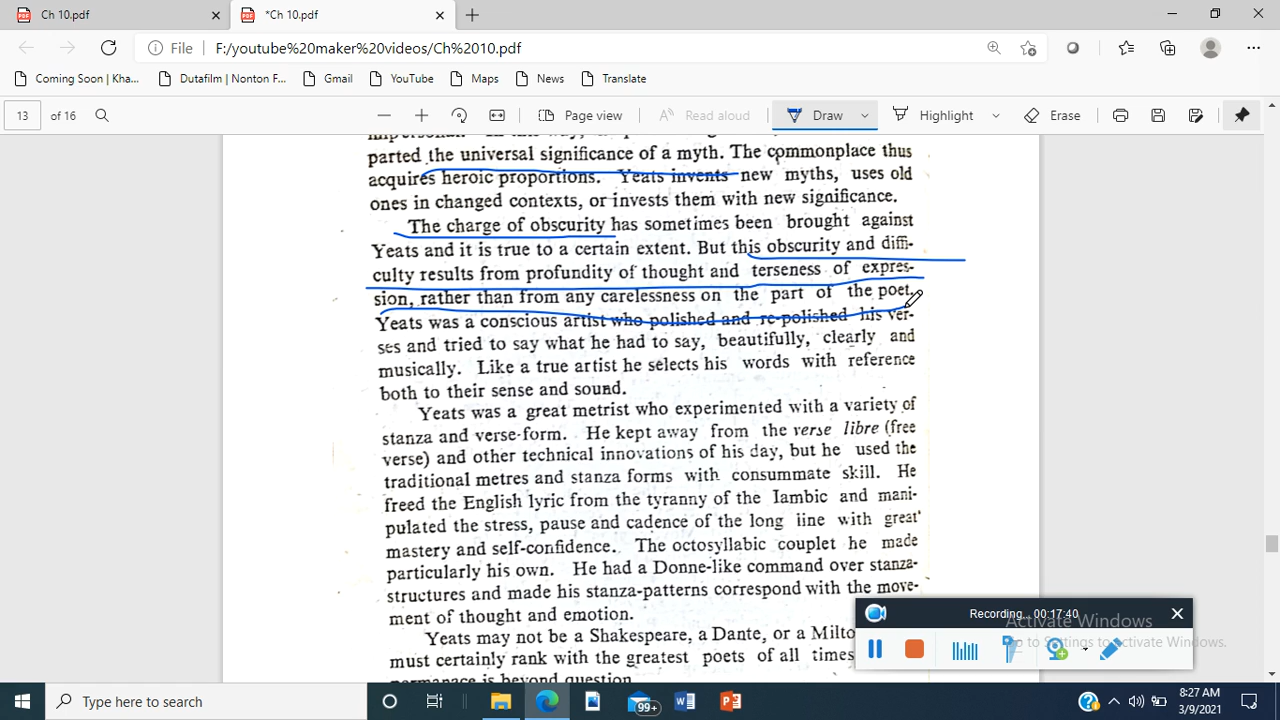 Ch 10.pdf
*Ch 10.pdf
File F:/youtube%20maker%20videos/Ch%2010.pdf
Coming Soon | Kha...
Dutafilm | Nonton F...
Gmail
YouTube
Maps
News
Translate
13 of 16
Page view
Read aloud
Draw
Highlight
Erase
parted the universal significance of a myth. The commonplace thus
acquires heroic proportions. Yeats invents new myths, uses old
ones in changed contexts, or invests them with new significance.
The charge of obscurity has sometimes been brought against
Yeats and it is true to a certain extent. But this obscurity and diffi-
culty results from profundity of thought and terseness of expres-
sion, rather than from any carelessness on the part of the poet.
Yeats was a conscious artist who polished and re-polished his ver-
ses and tried to say what he had to say, beautifully, clearly and
musically. Like a true artist he selects his words with reference
both to their sense and sound.
Yeats was a great metrist who experimented with a variety of
stanza and verse-form. He kept away from the verse libre (free
verse) and other technical innovations of his day, but he used the
traditional metres and stanza forms with consummate skill. He
freed the English lyric from the tyranny of the Iambic and mani-
pulated the stress, pause and cadence of the long line with great
mastery and self-confidence. The octosyllabic couplet he made
particularly his own. He had a Donne-like command over stanza-
structures and made his stanza-patterns correspond with the move-
ment of thought and emotion.
Yeats may not be a Shakespeare, a Dante, or a Milto
must certainly rank with the greatest poets of all times
is beyond question
Recording... 00:17:40
Activate Windows
Go to Settings to activate Windows.
Type here to search
99+
8:27 AM
3/9/2021